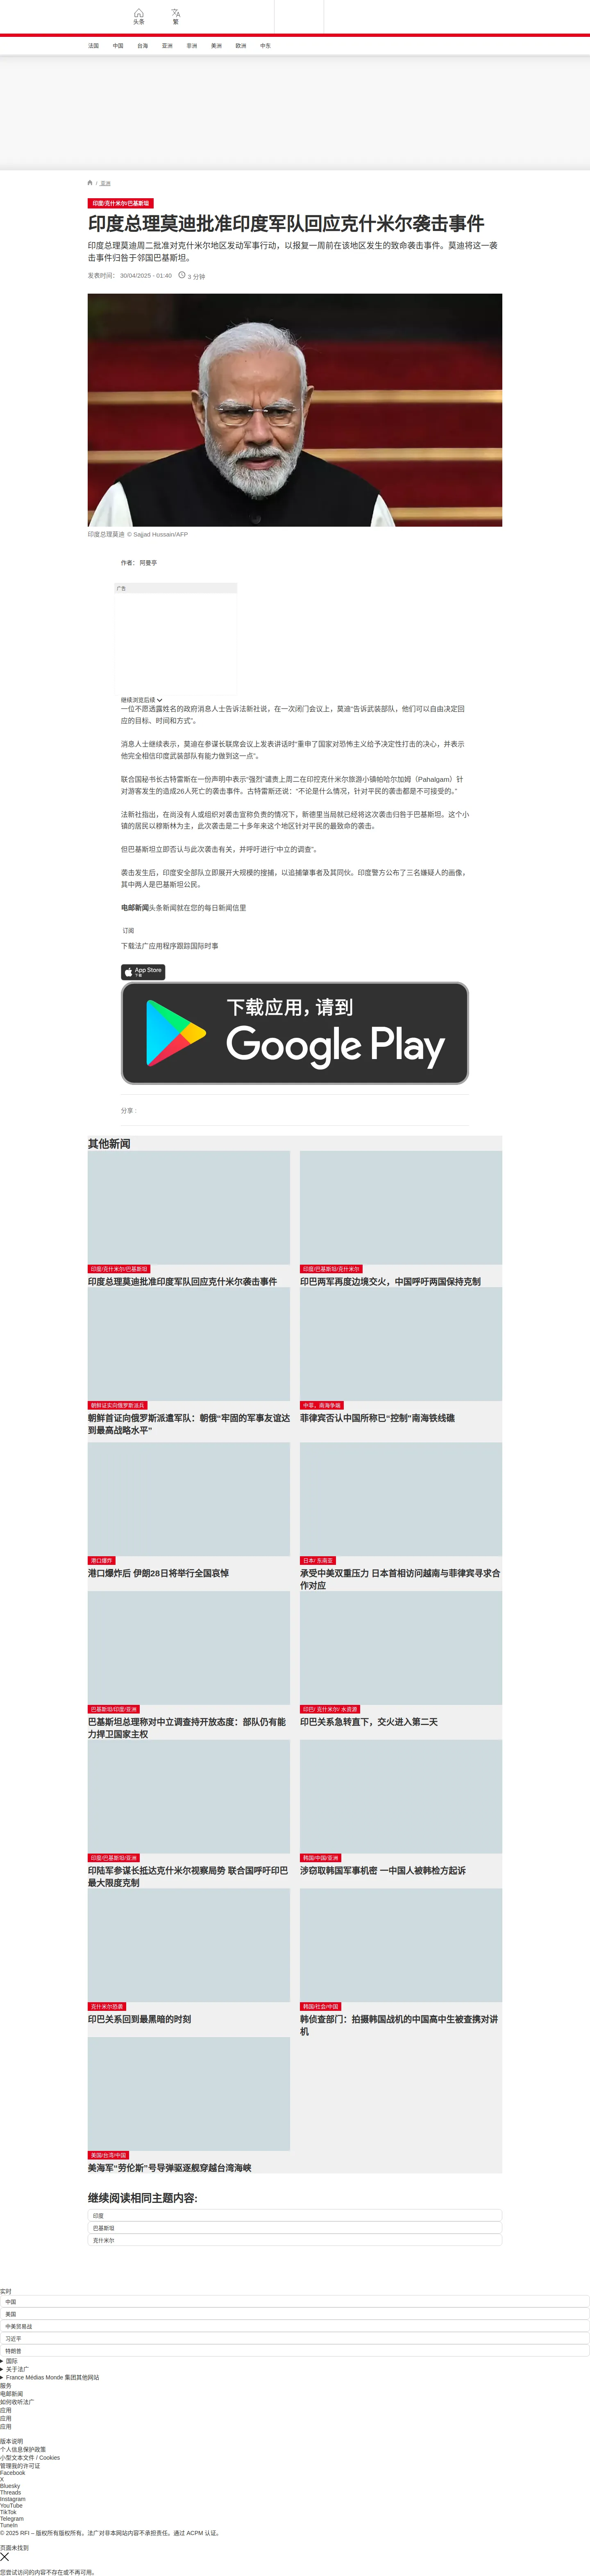 头条
繁
法国 中国 台海 亚洲 非洲 美洲 欧洲 中东
/ 亚洲
印度/克什米尔/巴基斯坦
印度总理莫迪批准印度军队回应克什米尔袭击事件
印度总理莫迪周二批准对克什米尔地区发动军事行动，以报复一周前在该地区发生的致命袭击事件。莫迪将这一袭
击事件归咎于邻国巴基斯坦。
发表时间： 30/04/2025 - 01:40 3 分钟
印度总理莫迪 © Sajjad Hussain/AFP
作者： 阿曼亭
广告
继续浏览后续
一位不愿透露姓名的政府消息人士告诉法新社说，在一次闭门会议上，莫迪“告诉武装部队，他们可以自由决定回
应的目标、时间和方式”。
消息人士继续表示，莫迪在参谋长联席会议上发表讲话时“重申了国家对恐怖主义给予决定性打击的决心，并表示
他完全相信印度武装部队有能力做到这一点”。
联合国秘书长古特雷斯在一份声明中表示“强烈”谴责上周二在印控克什米尔旅游小镇帕哈尔加姆（Pahalgam）针
对游客发生的造成26人死亡的袭击事件。古特雷斯还说：“不论是什么情况，针对平民的袭击都是不可接受的。”
法新社指出，在尚没有人或组织对袭击宣称负责的情况下，新德里当局就已经将这次袭击归咎于巴基斯坦。这个小
镇的居民以穆斯林为主，此次袭击是二十多年来这个地区针对平民的最致命的袭击。
但巴基斯坦立即否认与此次袭击有关，并呼吁进行“中立的调查”。
袭击发生后，印度安全部队立即展开大规模的搜捕，以追捕肇事者及其同伙。印度警方公布了三名嫌疑人的画像，
其中两人是巴基斯坦公民。
电邮新闻头条新闻就在您的每日新闻信里
订阅
下载法广应用程序跟踪国际时事
App Store
下载
下载应用，请到
Google Play
分享 :
其他新闻
印度/克什米尔/巴基斯坦
印度总理莫迪批准印度军队回应克什米尔袭击事件
印度/巴基斯坦/克什米尔
印巴两军再度边境交火，中国呼吁两国保持克制
朝鲜证实向俄罗斯派兵
朝鲜首证向俄罗斯派遣军队：朝俄“牢固的军事友谊达
到最高战略水平”
中菲，南海争端
菲律宾否认中国所称已“控制”南海铁线礁
港口爆炸
港口爆炸后 伊朗28日将举行全国哀悼
日本/ 东南亚
承受中美双重压力 日本首相访问越南与菲律宾寻求合
作对应
巴基斯坦/印度/亚洲
巴基斯坦总理称对中立调查持开放态度：部队仍有能
力捍卫国家主权
印巴/ 克什米尔/ 水资源
印巴关系急转直下，交火进入第二天
印度/巴基斯坦/亚洲
印陆军参谋长抵达克什米尔视察局势 联合国呼吁印巴
最大限度克制
韩国/中国/亚洲
涉窃取韩国军事机密 一中国人被韩检方起诉
克什米尔恐袭
印巴关系回到最黑暗的时刻
韩国/社会/中国
韩侦查部门：拍摄韩国战机的中国高中生被查携对讲
机
美国/台湾/中国
美海军“劳伦斯”号导弹驱逐舰穿越台湾海峡
继续阅读相同主题内容:
印度
巴基斯坦
克什米尔
实时
中国
美国
中美贸易战
习近平
特朗普
国际
关于法广
France Médias Monde 集团其他网站
服务
电邮新闻
如何收听法广
应用
应用
应用
版本说明
个人信息保护政策
小型文本文件 / Cookies
管理我的许可证
Facebook
X
Bluesky
Threads
Instagram
YouTube
TikTok
Telegram
TuneIn
© 2025 RFI – 版权所有版权所有。法广对非本网站内容不承担责任。通过 ACPM 认证。
页面未找到
您尝试访问的内容不存在或不再可用。